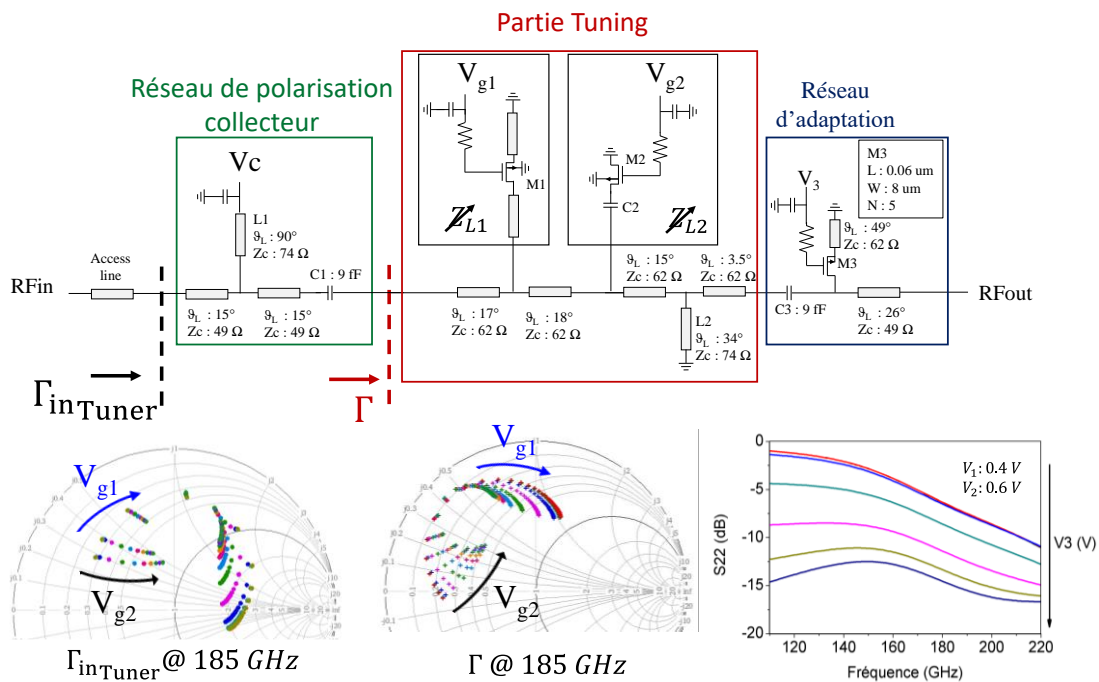 Partie Tuning
Réseau de polarisation
collecteur
Réseau
d'adaptation
Vg1
Vg2
M1
M2
C2
ZL1
ZL2
Vc
L1
ϑL : 90°
Zc : 74 Ω
C1 : 9 fF
V3
M3
L : 0.06 um
W : 8 um
N : 5
ϑL : 49°
Zc : 62 Ω
M3
RFin
Access
line
ϑL : 15°
Zc : 49 Ω
ϑL : 15°
Zc : 49 Ω
ϑL : 17°
Zc : 62 Ω
ϑL : 18°
Zc : 62 Ω
ϑL : 15°
Zc : 62 Ω
ϑL : 3.5°
Zc : 62 Ω
L2
ϑL : 34°
Zc : 74 Ω
C3 : 9 fF
ϑL : 26°
Zc : 49 Ω
RFout
ΓinTuner
Γ
Vg1
Vg2
ΓinTuner @ 185 GHz
Vg1
Vg2
Γ @ 185 GHz
V1: 0.4 V
V2: 0.6 V
V3 (V)
S22 (dB)
0
-5
-10
-15
-20
120 140 160 180 200 220
Fréquence (GHz)